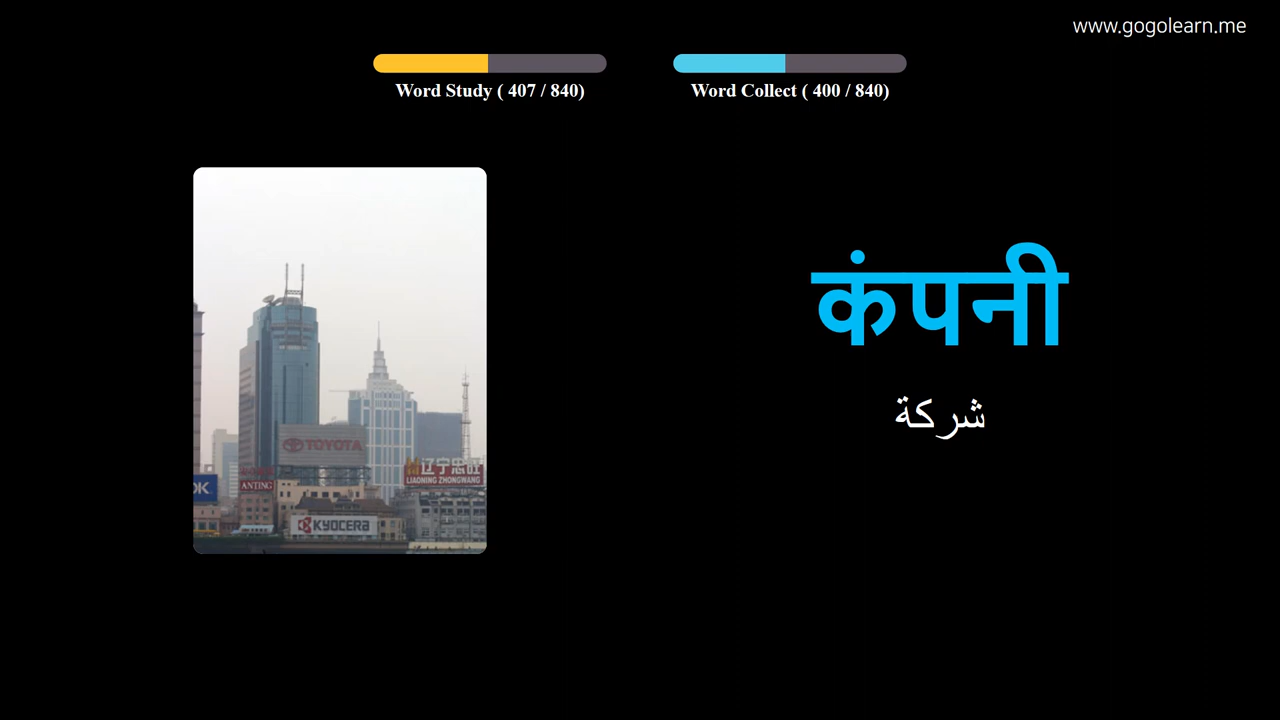 www.gogolearn.me
Word Study ( 407 / 840)
Word Collect ( 400 / 840)
कंपनी
شركة
TOYOTA
辽宁忠旺
LIAONING ZHONGWANG
OK
ANTING
KYOCERA